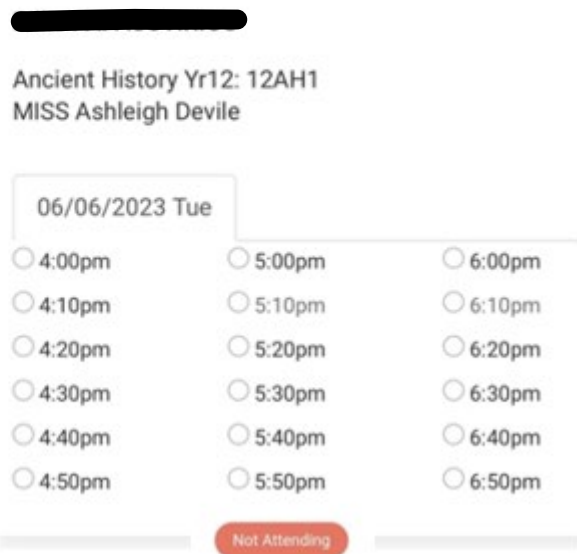 Ancient History Yr12: 12AH1
MISS Ashleigh Devile
06/06/2023 Tue
4:00pm 5:00pm 6:00pm
4:10pm 5:10pm 6:10pm
4:20pm 5:20pm 6:20pm
4:30pm 5:30pm 6:30pm
4:40pm 5:40pm 6:40pm
4:50pm 5:50pm 6:50pm
Not Attending